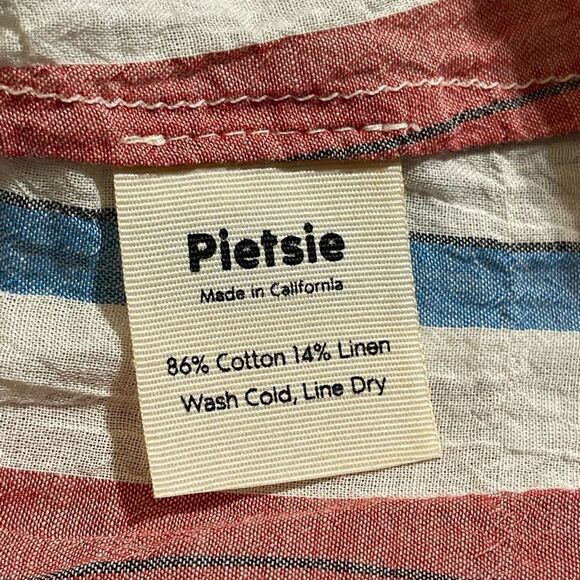 Pietsie
Made in California
86% Cotton 14% Linen
Wash Cold, Line Dry